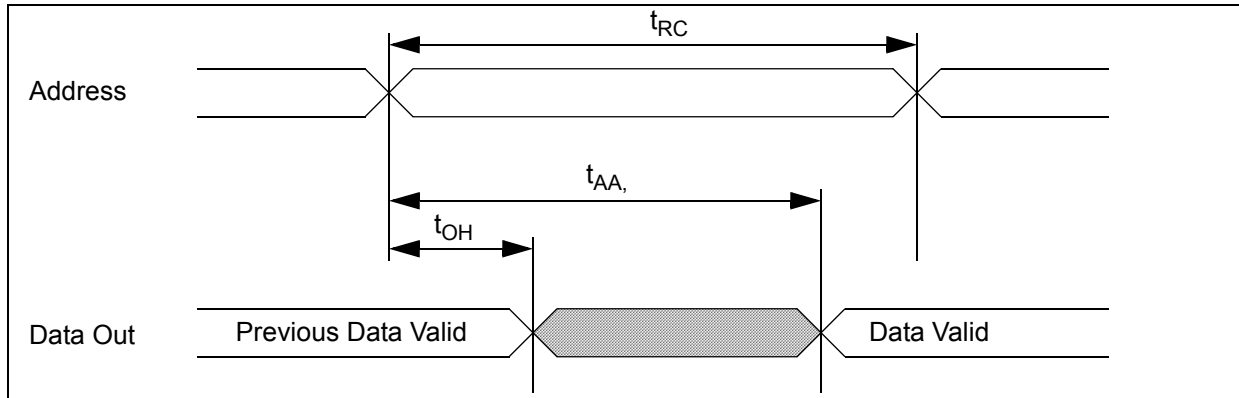 tRC
Address
tAA,
tOH
Data Out
Previous Data Valid
Data Valid